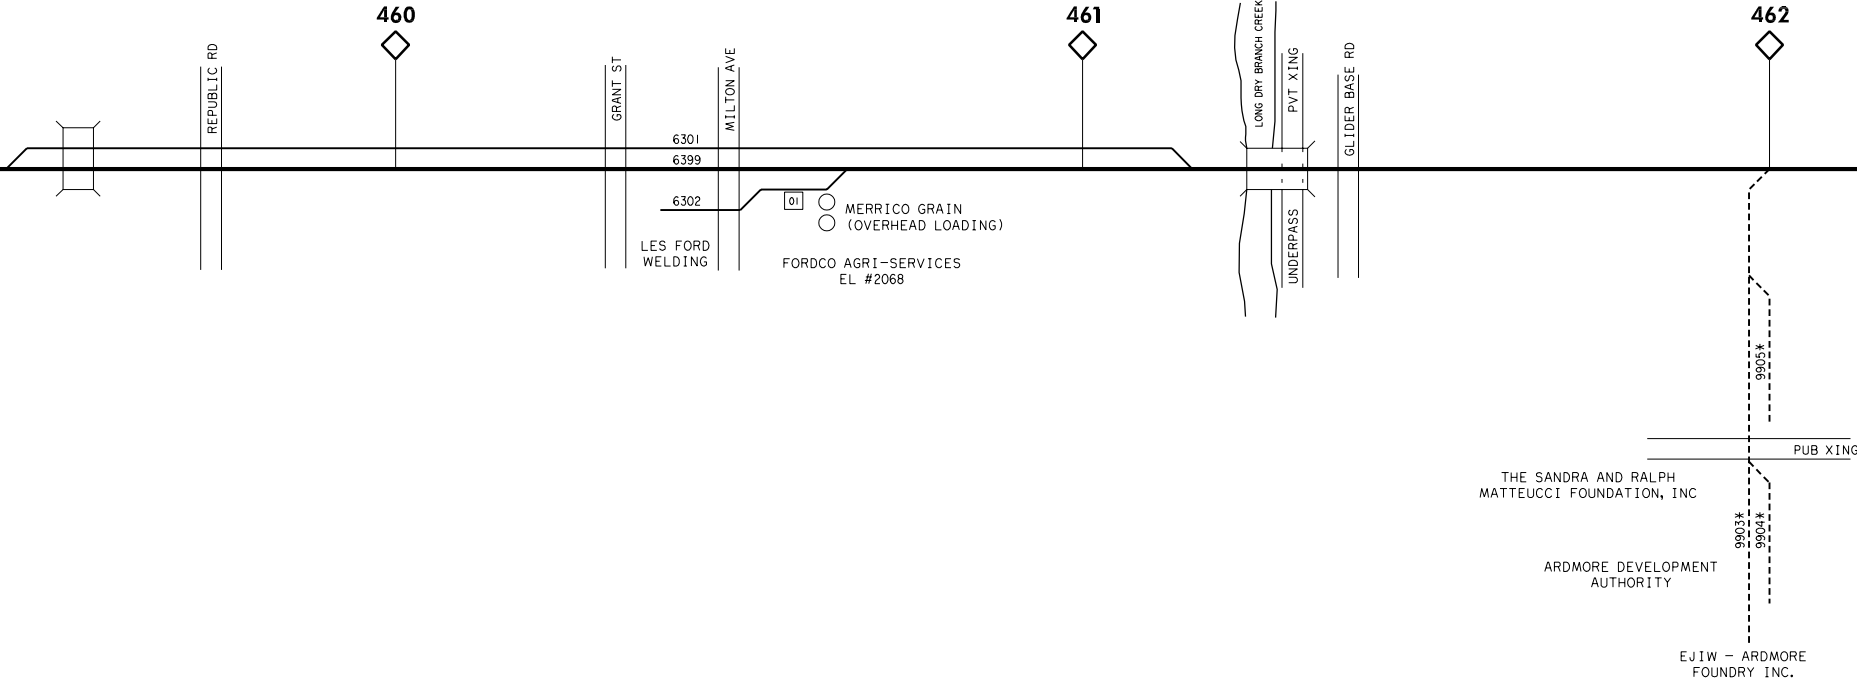 460
461
462
REPUBLIC RD
GRANT ST
MILTON AVE
LONG DRY BRANCH CREEK
PVT XING
GLIDER BASE RD
6301
6399
6302
01
MERRICO GRAIN
(OVERHEAD LOADING)
LES FORD
WELDING
FORDCO AGRI-SERVICES
EL #2068
UNDERPASS
9905*
PUB XING
THE SANDRA AND RALPH
MATTEUCCI FOUNDATION, INC
9903*
9904*
ARDMORE DEVELOPMENT
AUTHORITY
EJIW - ARDMORE
FOUNDRY INC.